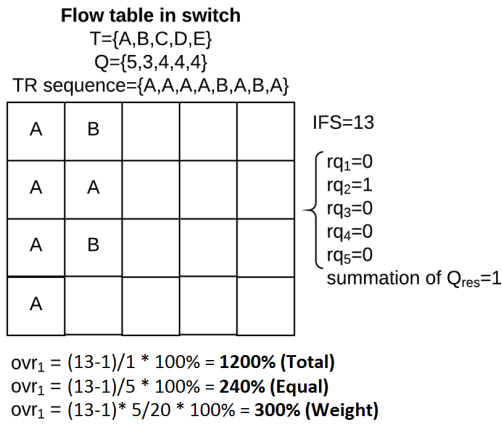 Flow table in switch
T={A,B,C,D,E}
Q={5,3,4,4,4}
TR sequence={A,A,A,A,B,A,B,A}
A B
A A
A B
A
IFS=13
rq₁=0
rq₂=1
rq₃=0
rq₄=0
rq₅=0
summation of Qres=1
ovr₁ = (13-1)/1 * 100% = 1200% (Total)
ovr₁ = (13-1)/5 * 100% = 240% (Equal)
ovr₁ = (13-1)* 5/20 * 100% = 300% (Weight)